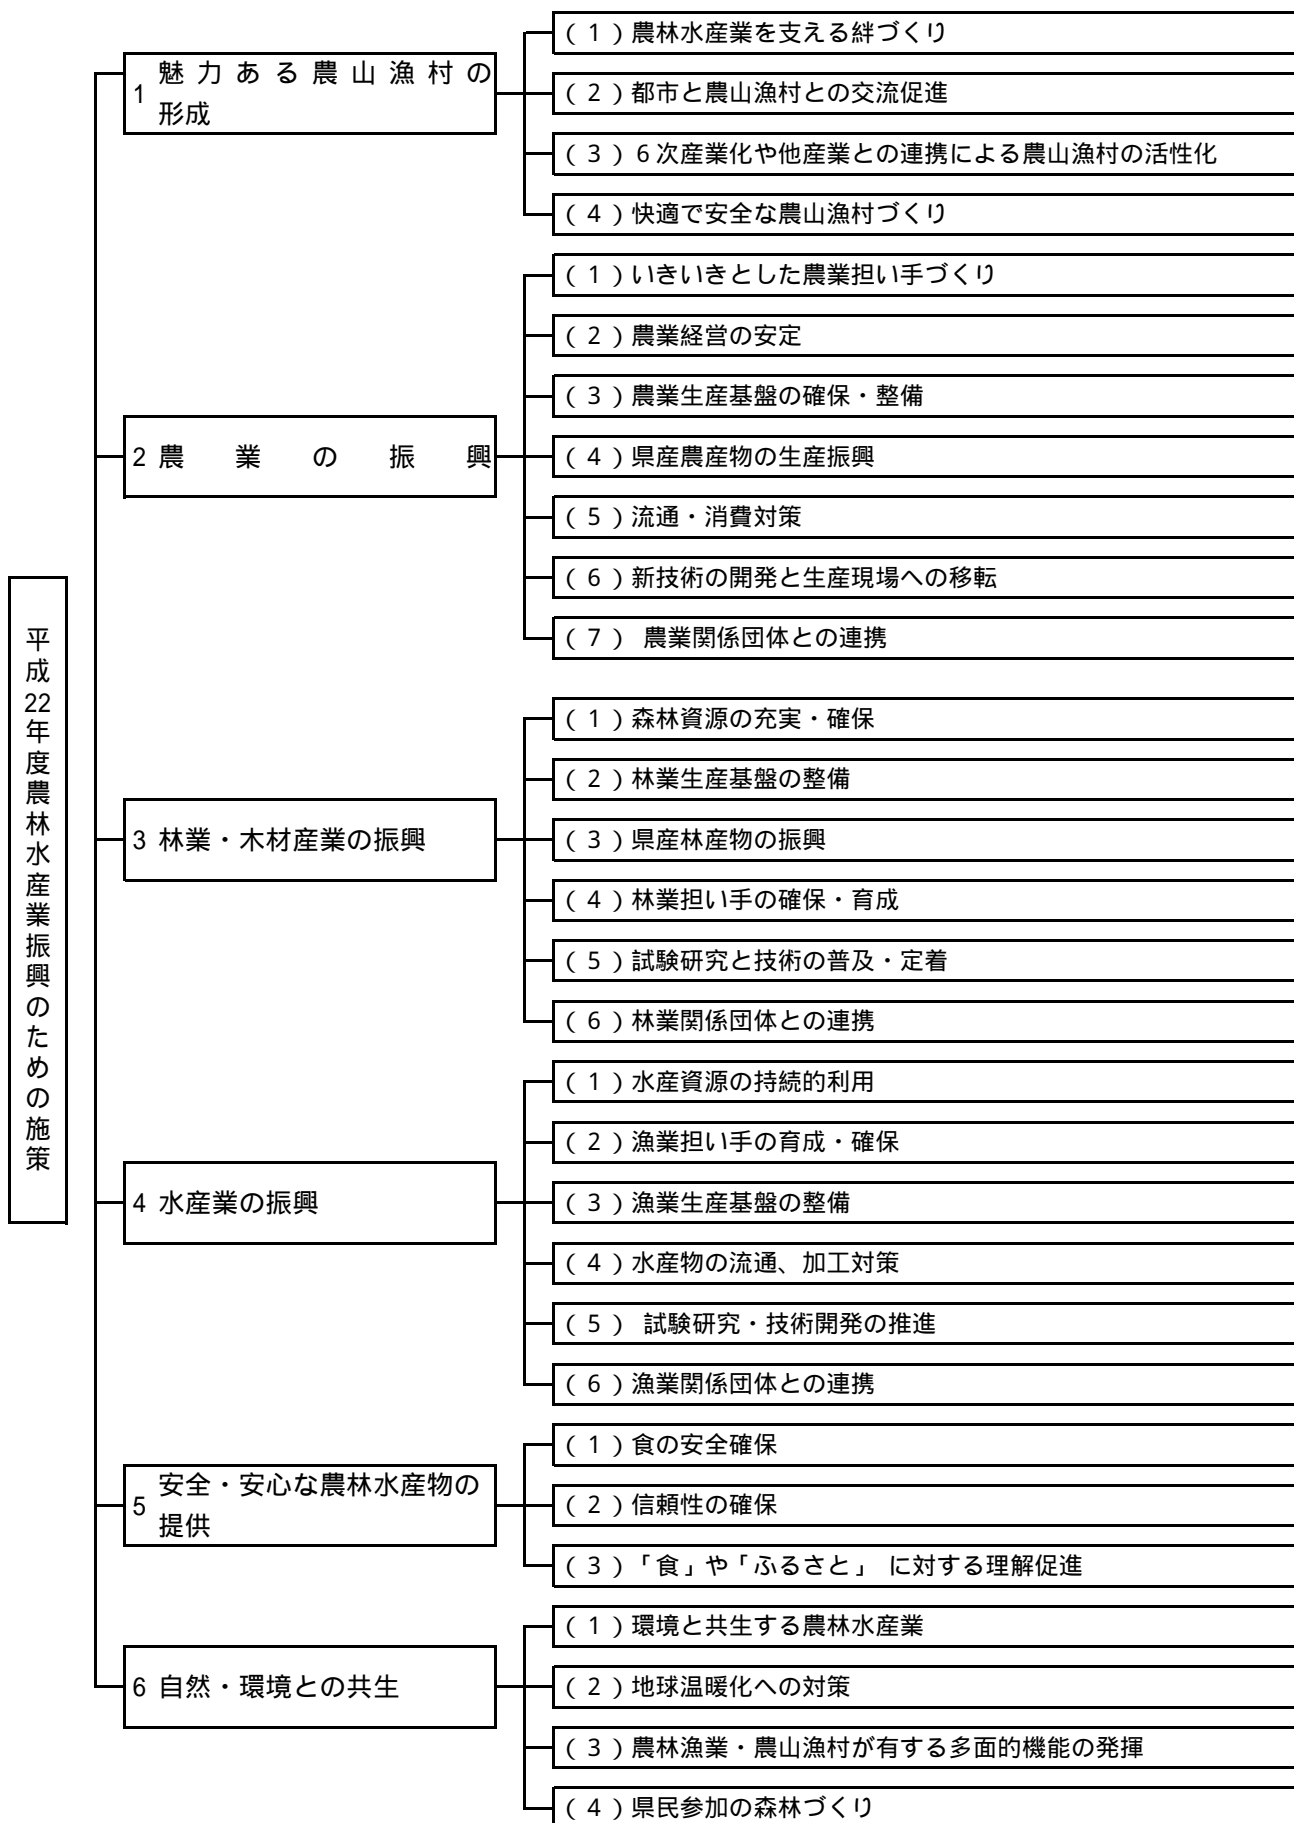 平成22年度農林水産業振興のための施策
1 魅力ある農山漁村の
形成
(1)農林水産業を支える絆づくり
(2)都市と農山漁村との交流促進
(3)6次産業化や他産業との連携による農山漁村の活性化
(4)快適で安全な農山漁村づくり
2 農業の振興
(1)いきいきとした農業担い手づくり
(2)農業経営の安定
(3)農業生産基盤の確保・整備
(4)県産農産物の生産振興
(5)流通・消費対策
(6)新技術の開発と生産現場への移転
(7) 農業関係団体との連携
3 林業・木材産業の振興
(1)森林資源の充実・確保
(2)林業生産基盤の整備
(3)県産林産物の振興
(4)林業担い手の確保・育成
(5)試験研究と技術の普及・定着
(6)林業関係団体との連携
4 水産業の振興
(1)水産資源の持続的利用
(2)漁業担い手の育成・確保
(3)漁業生産基盤の整備
(4)水産物の流通、加工対策
(5) 試験研究・技術開発の推進
(6)漁業関係団体との連携
5 安全・安心な農林水産物の
提供
(1)食の安全確保
(2)信頼性の確保
(3)「食」や「ふるさと」 に対する理解促進
6 自然・環境との共生
(1)環境と共生する農林水産業
(2)地球温暖化への対策
(3)農林漁業・農山漁村が有する多面的機能の発揮
(4)県民参加の森林づくり